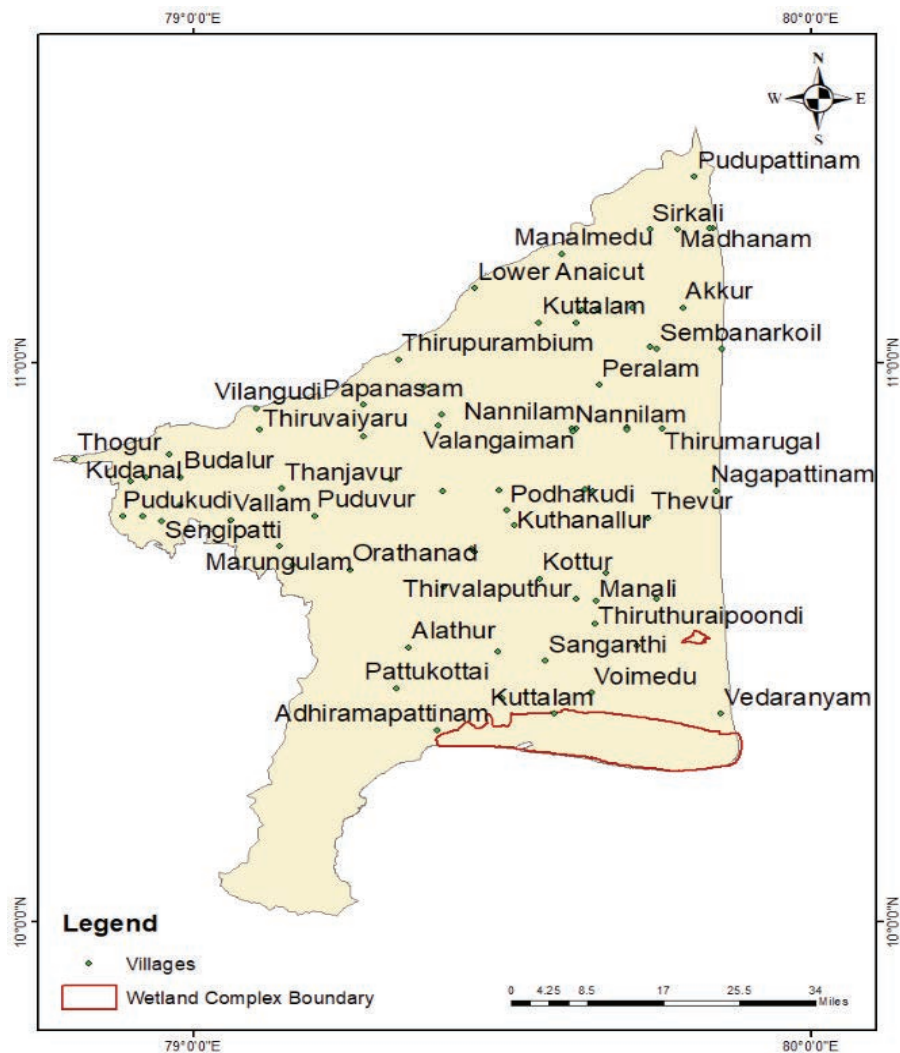 79°0'0"E 80°0'0"E
N
W E
S
Pudupattinam
Sirkali
Manalmedu Madhanam
Lower Anaicut
Kuttalam Akkur
Sembanarkoil
Thirupurambium
11°0'0"N 11°0'0"N
Peralam
Vilangudi Papanasam
Thiruvaiyaru Nannilam Nannilam
Valangaiman Thirumarugal
Thogur
Kudanal Budalur
Thanjavur Nagapattinam
Pudukudi Vallam Puduvur Podhakudi Thevur
Sengipatti Kuthanallur
Marungulam Orathanad Kottur
Thirvalaputhur Manali
Thiruthuraipoondi
Alathur Sanganthi
Pattukottai Voimedu
Kuttalam Vedaranyam
Adhiramapattinam
10°0'0"N 10°0'0"N
Legend
Villages
Wetland Complex Boundary
0 4.25 8.5 17 25.5 34
Miles
79°0'0"E 80°0'0"E